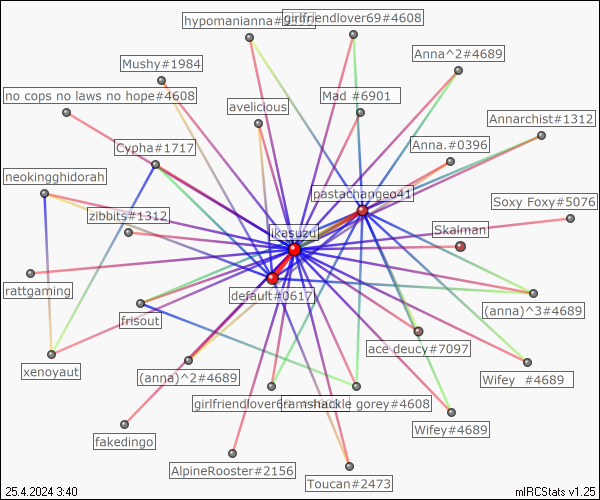 hypomanianna#
girlfriendlover69#4608
Anna^2#4689
Mushy#1984
no cops no laws no hope#4608
Mad #6901
avelicious
Annarchist#1312
Cypha#1717
Anna.#0396
neokingghidorah
pastachangeo41
Soxy Foxy#5076
zibbits#1312
ikasuzu
Skalman
rattgaming
default#0617
frisout
(anna)^3#4689
ace deucy#7097
xenoyaut
(anna)^2#4689
Wifey #4689
girlfriendlover6
ramshackle gorey#4608
Wifey#4689
fakedingo
AlpineRooster#2156
Toucan#2473
25.4.2024 3:40
mIRCStats v1.25